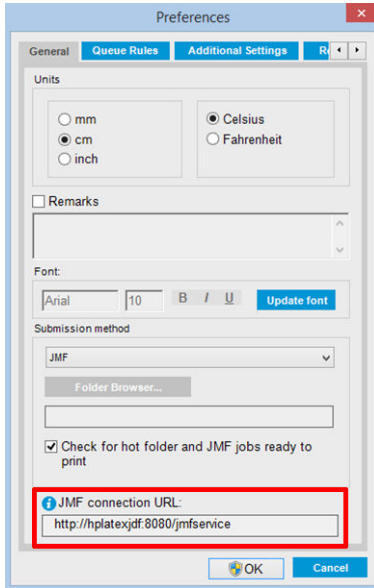 Preferences
General Queue Rules Additional Settings
Units
mm
cm
inch
Celsius
Fahrenheit
Remarks
Font:
Arial 10 B I U Update font
Submission method
JMF
Folder Browser...
Check for hot folder and JMF jobs ready to
print
JMF connection URL:
http://hplatexjdf:8080/jmfservice
OK Cancel